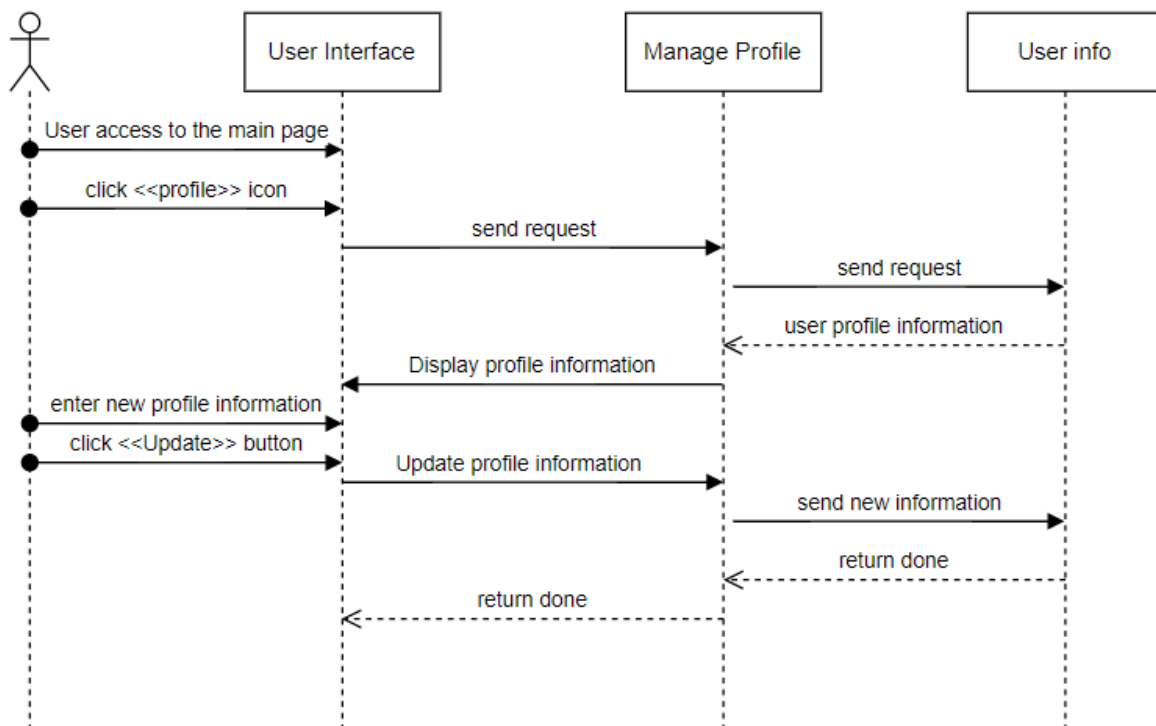 User Interface
Manage Profile
User info
User access to the main page
click <<profile>> icon
send request
send request
user profile information
Display profile information
enter new profile information
click <<Update>> button
Update profile information
send new information
return done
return done